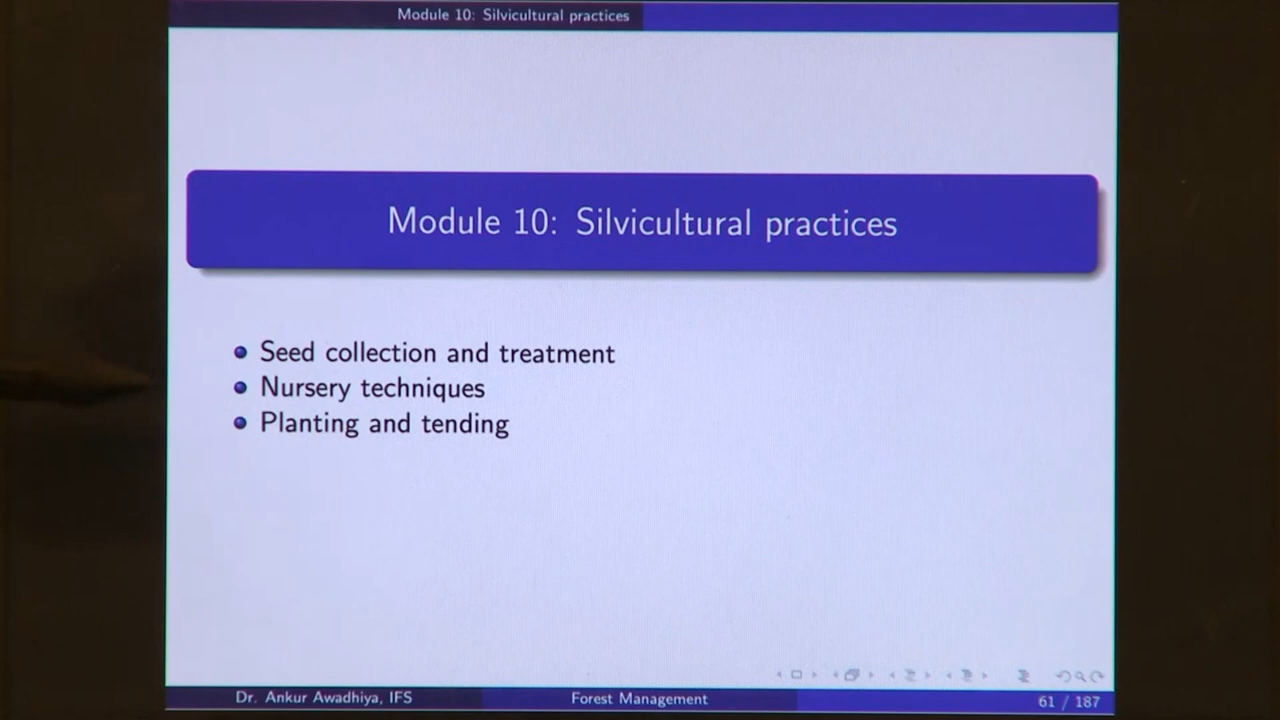 Module 10: Silvicultural practices
Module 10: Silvicultural practices
Seed collection and treatment
Nursery techniques
Planting and tending
Dr. Ankur Awadhiya, IFS Forest Management 61 / 187